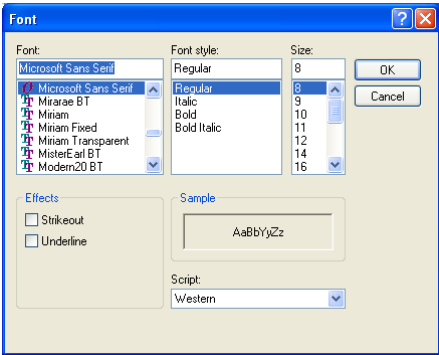 Font
Font:
Font style:
Size:
Microsoft Sans Serif
Regular
8
OK
Cancel
Microsoft Sans Serif
Mirarae BT
Miriam
Miriam Fixed
Miriam Transparent
MisterEarl BT
Modern20 BT
Regular
Italic
Bold
Bold Italic
8
9
10
11
12
14
16
Effects
Strikeout
Underline
Sample
AaBbYyZz
Script:
Western